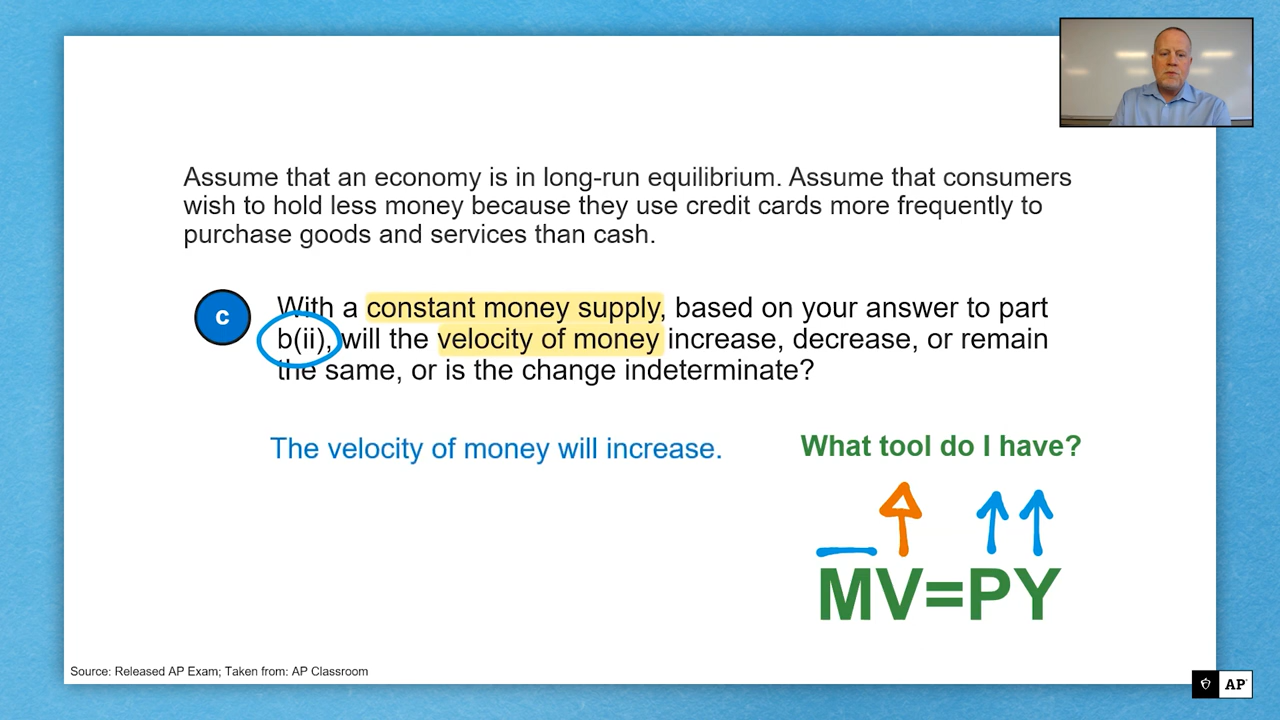 Assume that an economy is in long-run equilibrium. Assume that consumers
wish to hold less money because they use credit cards more frequently to
purchase goods and services than cash.
c
With a constant money supply, based on your answer to part
b(ii), will the velocity of money increase, decrease, or remain
the same, or is the change indeterminate?
The velocity of money will increase.
What tool do I have?
MV=PY
Source: Released AP Exam; Taken from: AP Classroom
AP